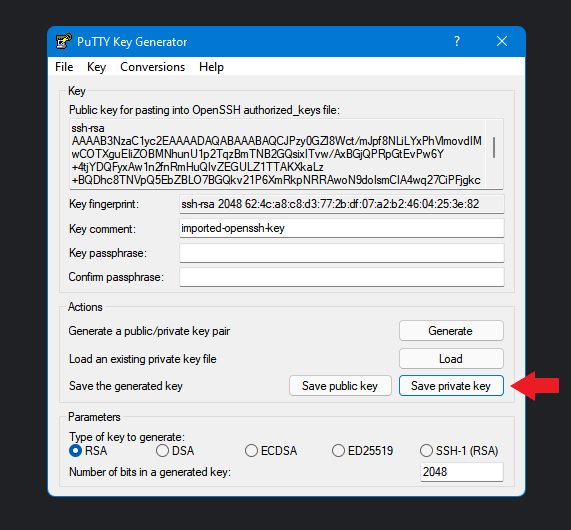 PuTTY Key Generator
?
File Key Conversions Help
Key
Public key for pasting into OpenSSH authorized_keys file:
ssh-rsa
AAAAB3NzaC1yc2EAAAADAQABAAABAQCJPzy0GZl8Wct/mJpf8NLiLYxPhVlmovdIM
wCOTXguEliZOBMNhunU1p2TqzBmTNB2GQsixITvw/AxBGjQPRpGtEvPw6Y
+4tjYDQFyxAw1n2fnRmHuQIvZEGULZ1TTAKXkaLz
+BQDhc8TNVpQ5EbZBLO7BGQkv21P6XmRkpNRRAwoN9dolsmCIA4wq27CiPFjgkc
Key fingerprint: ssh-rsa 2048 62:4c:a8:c8:d3:77:2b:df:07:a2:b2:46:04:25:3e:82
Key comment: imported-openssh-key
Key passphrase:
Confirm passphrase:
Actions
Generate a public/private key pair Generate
Load an existing private key file Load
Save the generated key Save public key Save private key
Parameters
Type of key to generate:
RSA DSA ECDSA ED25519 SSH-1 (RSA)
Number of bits in a generated key: 2048